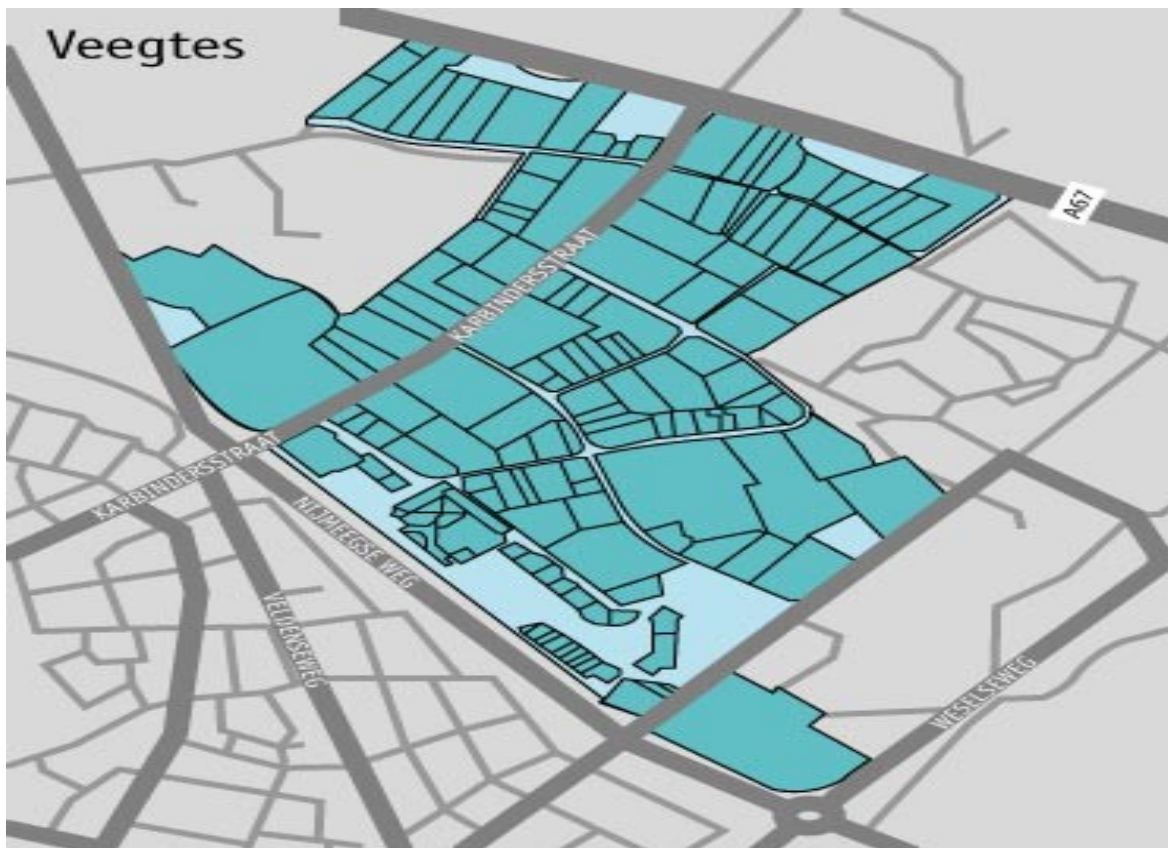 Veegtes
A67
KARBINDERSSTRAAT
KARBINDERSSTRAAT
NIJMEEGSE WEG
VELDENSEWEG
WESELSEWEG